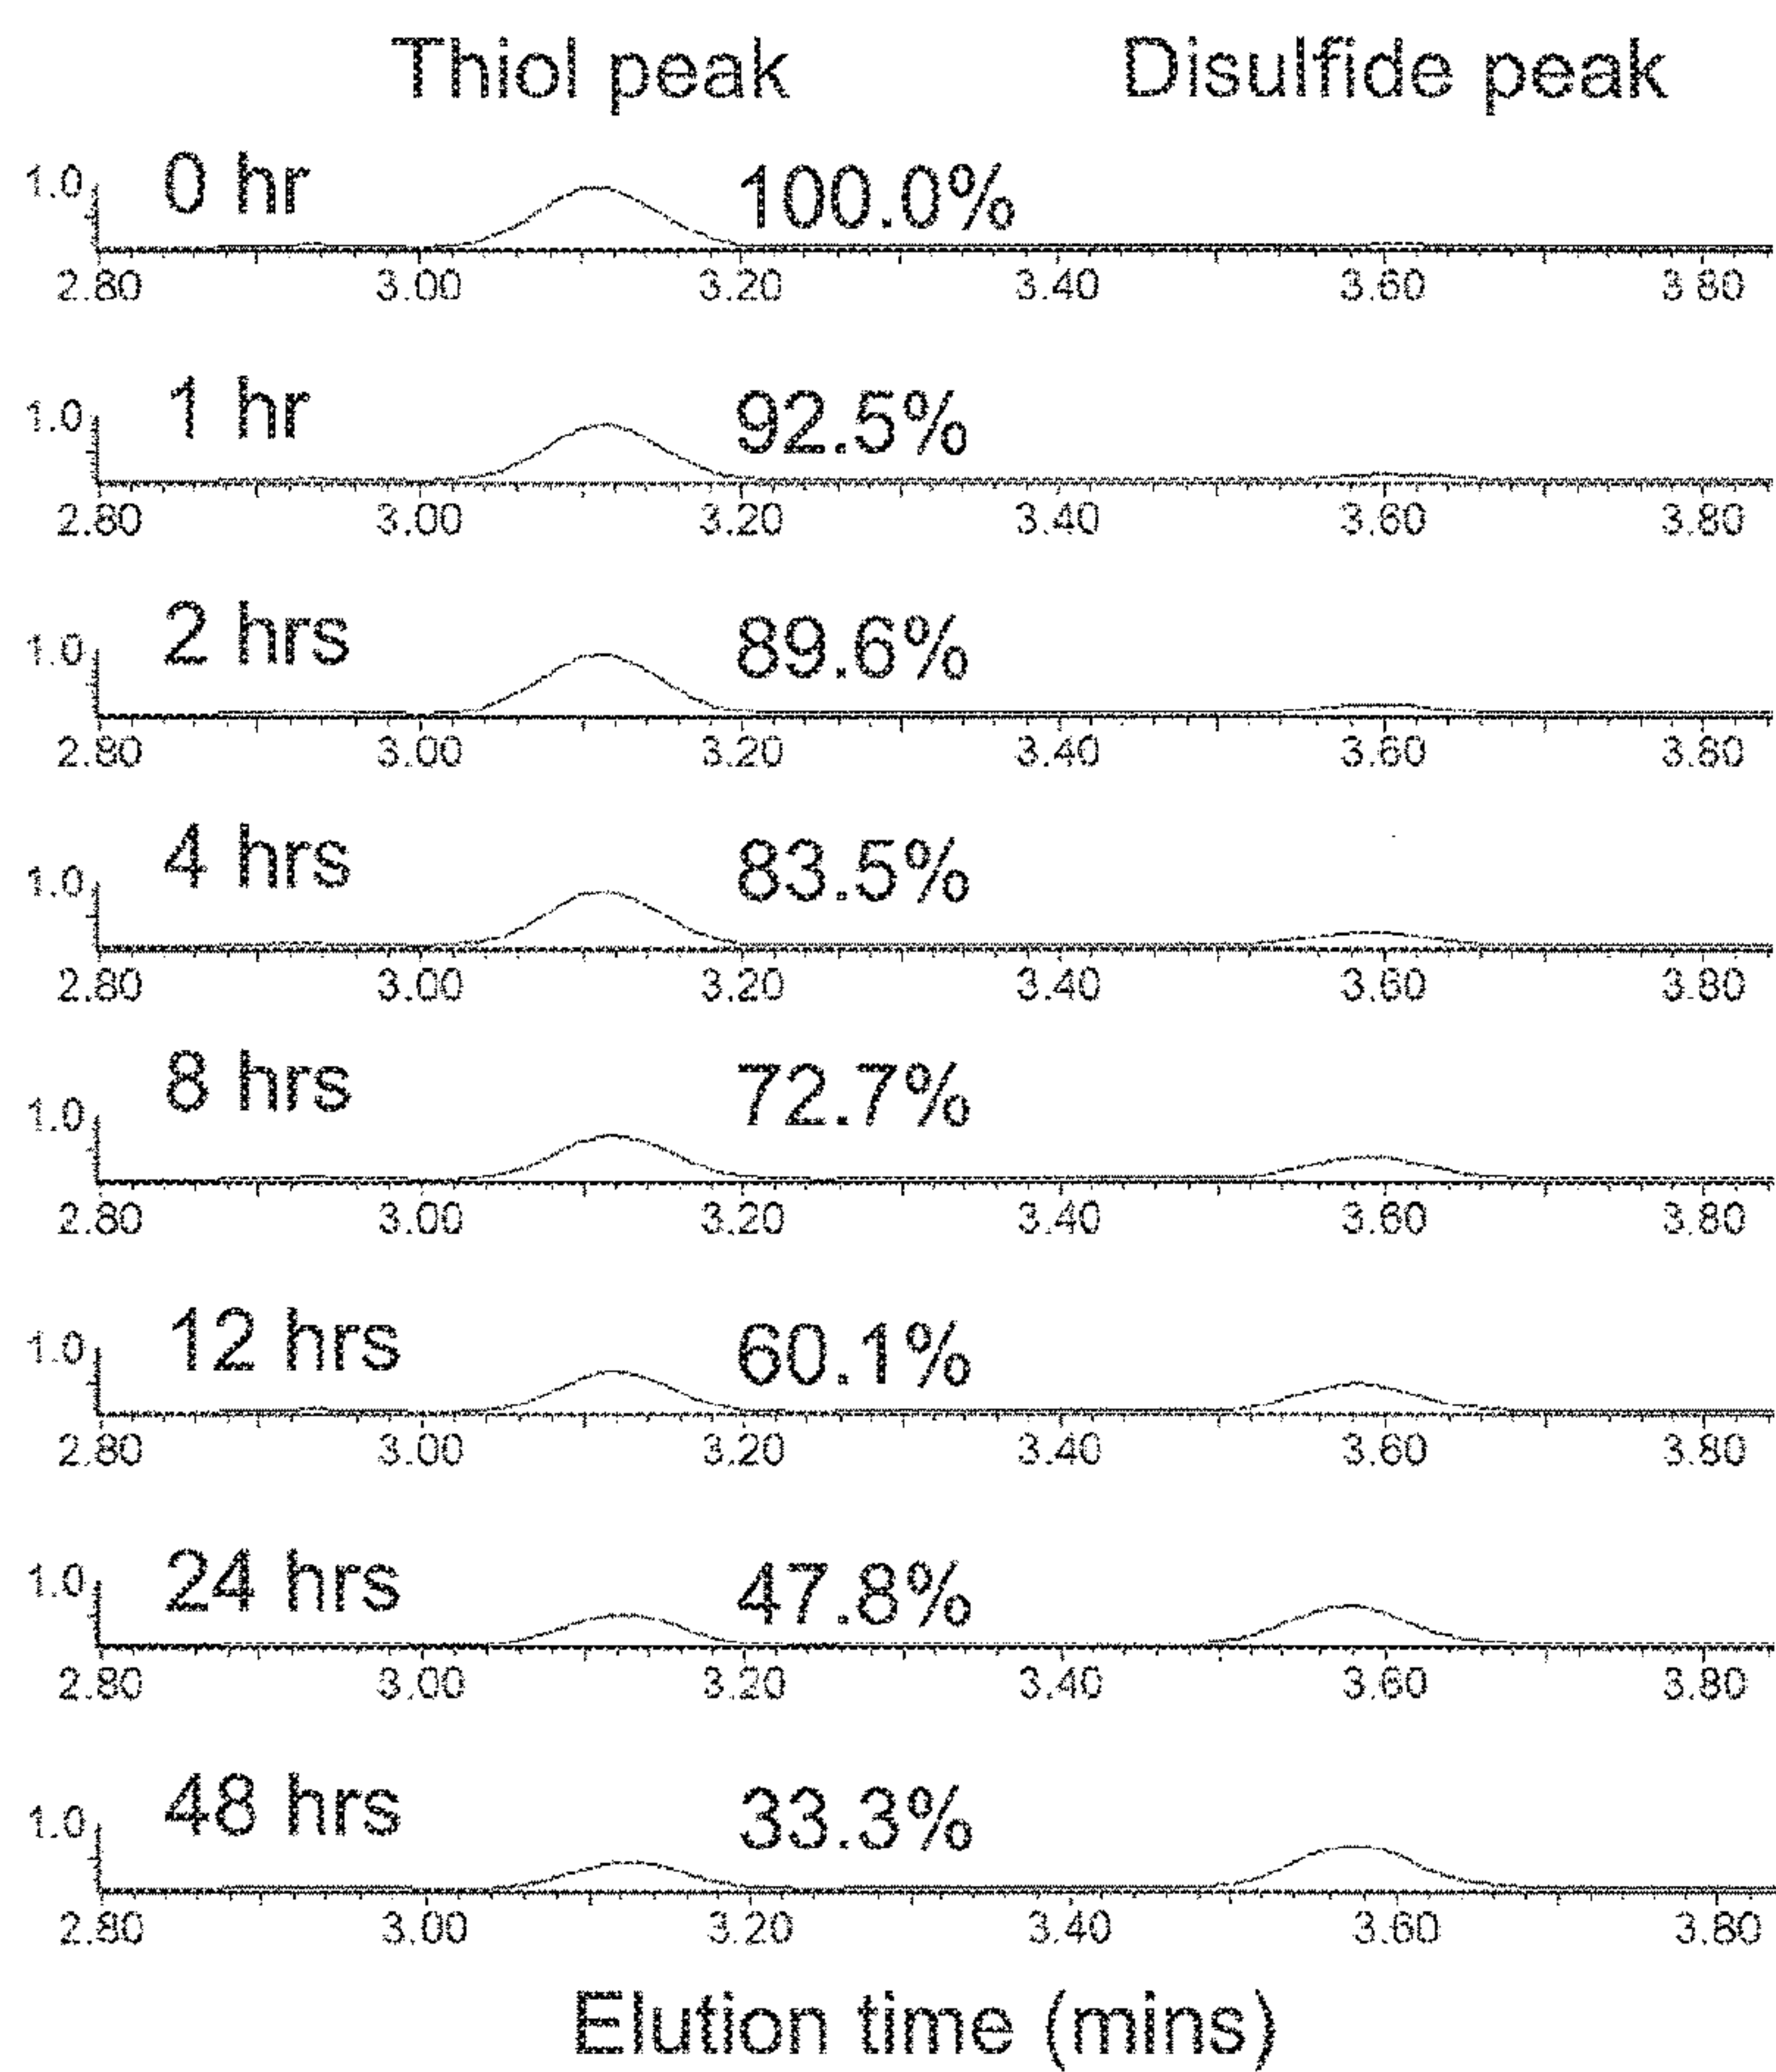 Thiol peak Disulfide peak
1.0 0 hr 100.0%
2.80 3.00 3.20 3.40 3.60 3 80
1.0 1 hr 92.5%
2.80 3.00 3.20 3.40 3.60 3.80
1.0 2 hrs 89.6%
2.80 3.00 3.20 3.40 3.60 3.80
1.0 4 hrs 83.5%
2.80 3.00 3.20 3.40 3.60 3.80
1.0 8 hrs 72.7%
2.80 3.00 3.20 3.40 3.60 3.80
1.0 12 hrs 60.1%
2.80 3.00 3.20 3.40 3.60 3.80
1.0 24 hrs 47.8%
2.80 3.00 3.20 3.40 3.60 3.80
1.0 48 hrs 33.3%
2.80 3.00 3.20 3.40 3.60 3.80
Elution time (mins)